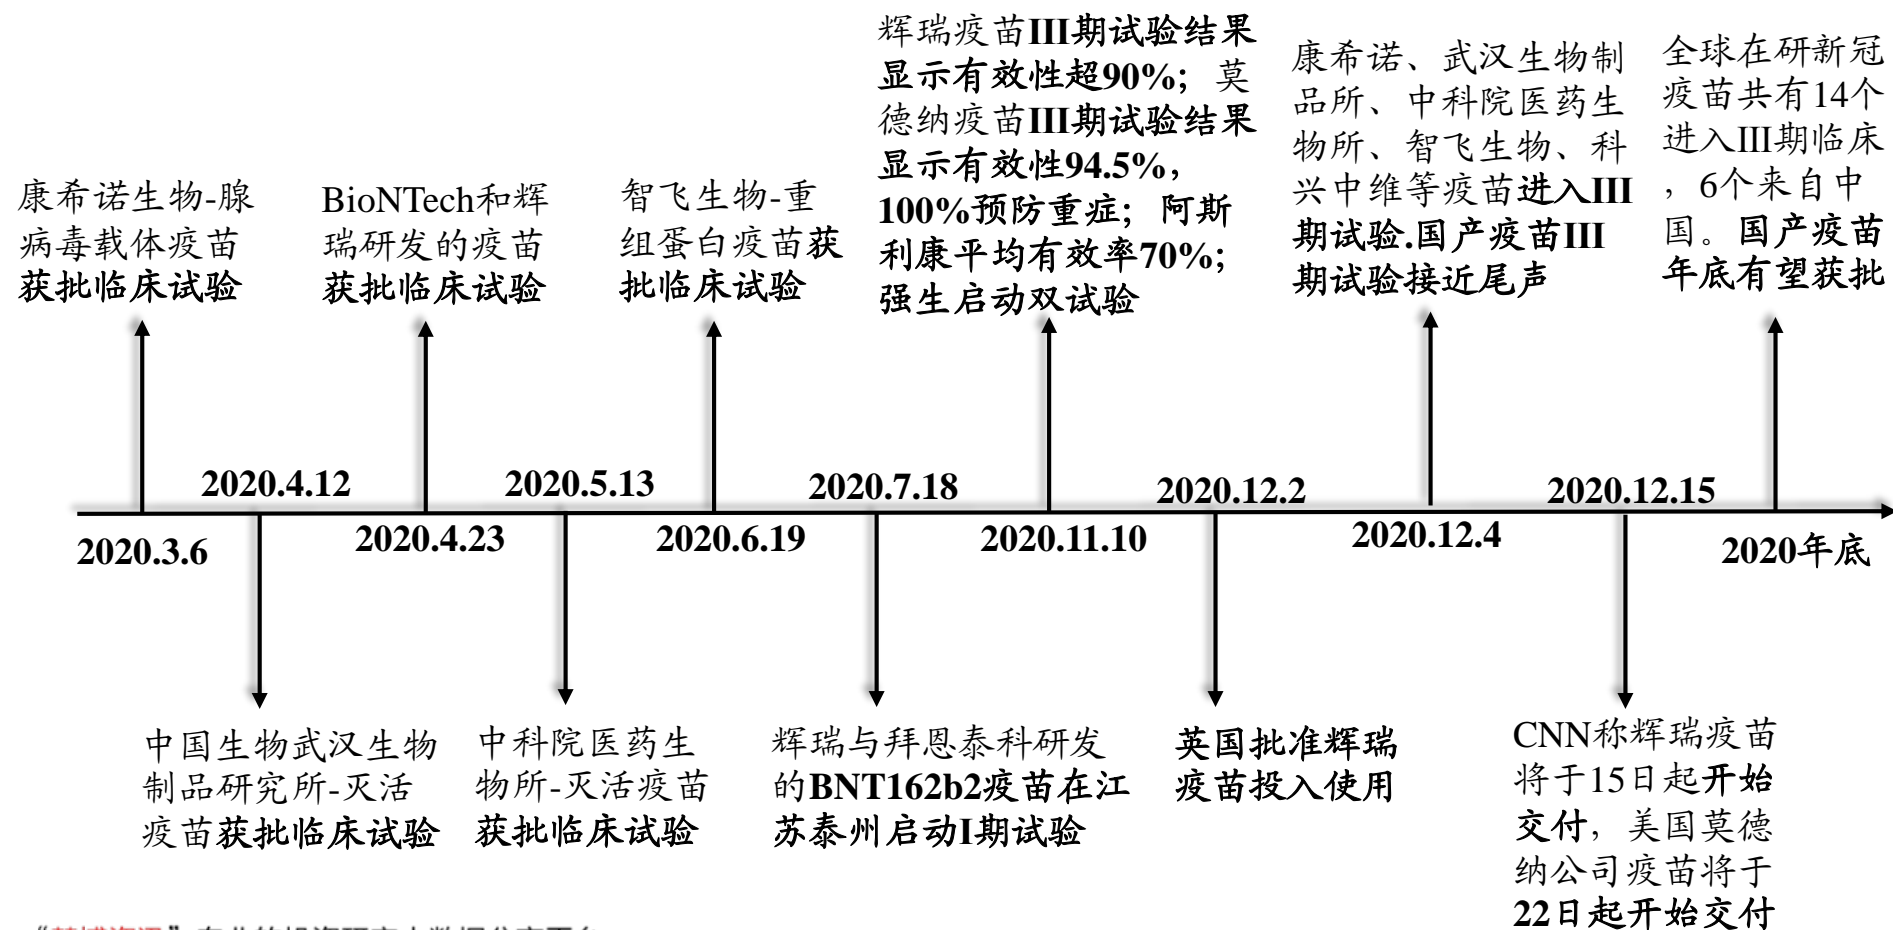 康希诺生物-腺
病毒载体疫苗
获批临床试验
BioNTech和辉
瑞研发的疫苗
获批临床试验
智飞生物-重
组蛋白疫苗获
批临床试验
辉瑞疫苗III期试验结果
显示有效性超90%；莫
德纳疫苗III期试验结果
显示有效性94.5%，
100%预防重症；阿斯
利康平均有效率70%；
强生启动双试验
康希诺、武汉生物制
品所、中科院医药生
物所、智飞生物、科
兴中维等疫苗进入III
期试验.国产疫苗III
期试验接近尾声
全球在研新冠
疫苗共有14个
进入III期临床
，6个来自中
国。国产疫苗
年底有望获批
2020.4.12
2020.5.13
2020.7.18
2020.12.2
2020.12.15
2020.3.6
2020.4.23
2020.6.19
2020.11.10
2020.12.4
2020年底
中国生物武汉生物
制品研究所-灭活
疫苗获批临床试验
中科院医药生
物所-灭活疫苗
获批临床试验
辉瑞与拜恩泰科研发
的BNT162b2疫苗在江
苏泰州启动I期试验
英国批准辉瑞
疫苗投入使用
CNN称辉瑞疫苗
将于15日起开始
交付，美国莫德
纳公司疫苗将于
22日起开始交付